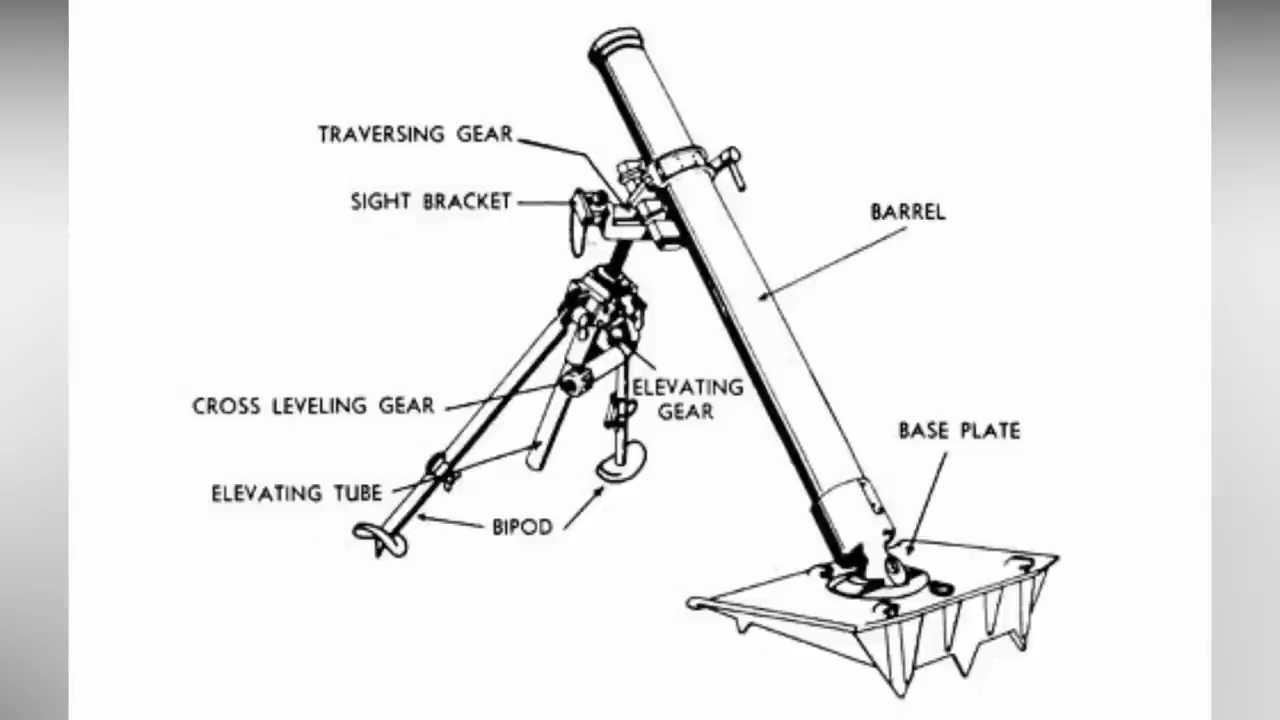 TRAVERSING GEAR
SIGHT BRACKET
BARREL
ELEVATING
GEAR
CROSS LEVELING GEAR
BASE PLATE
ELEVATING TUBE
BIPOD